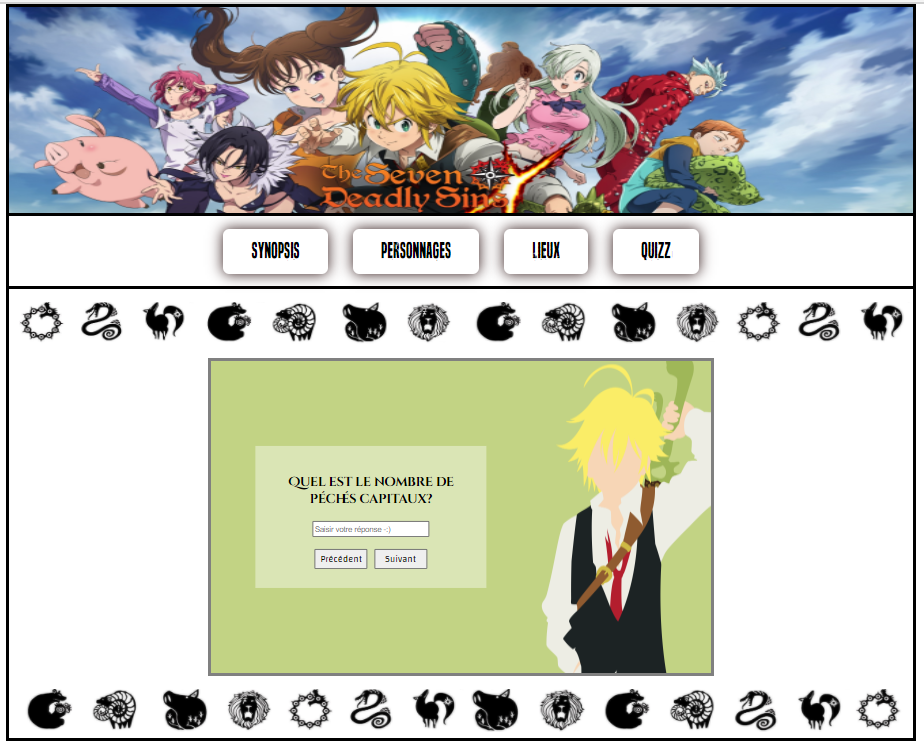 The Seven
Deadly Sins
SYNOPSIS PERSONNAGES LIEUX QUIZZ
QUEL EST LE NOMBRE DE
PÉCHÉS CAPITAUX?
Saisir votre réponse -:)
Précédent Suivant